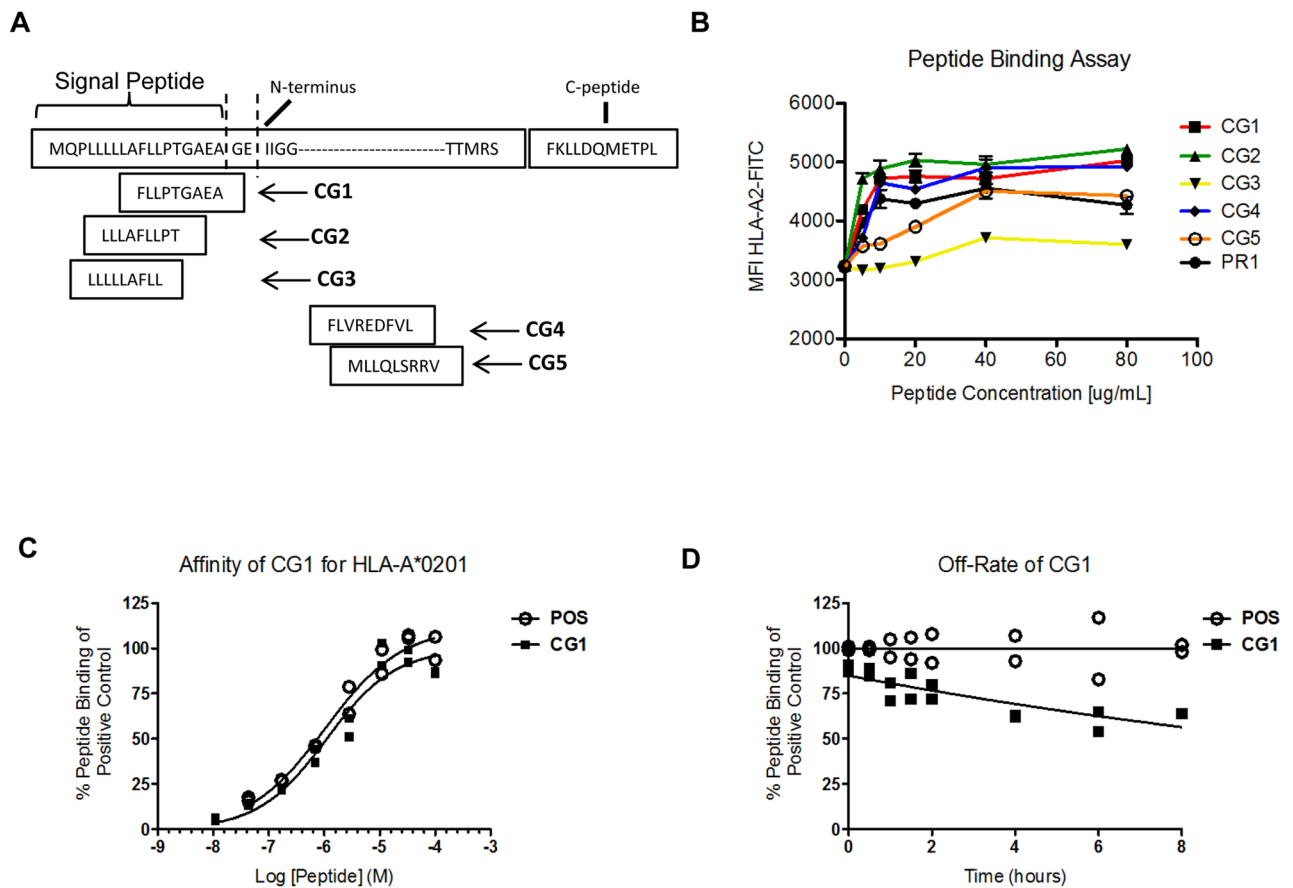 A
Signal Peptide
N-terminus
C-peptide
MQPLLLLLAFLLPTGAEA
GE
IIGG------------------------TTMRS
FKLLDQMETPL
FLLPTGAEA
CG1
LLLAFLLPT
CG2
LLLLLAFLL
CG3
FLVREDFVL
CG4
MLLQLSRRV
CG5
B
Peptide Binding Assay
MFI HLA-A2-FITC
6000
5000
4000
3000
2000
0 20 40 60 80 100
Peptide Concentration [ug/mL]
CG1
CG2
CG3
CG4
CG5
PR1
C
Affinity of CG1 for HLA-A*0201
% Peptide Binding of
Positive Control
125
100
75
50
25
0
-9 -8 -7 -6 -5 -4 -3
Log [Peptide] (M)
POS
CG1
D
Off-Rate of CG1
% Peptide Binding of
Positive Control
125
100
75
50
25
0
0 2 4 6 8
Time (hours)
POS
CG1